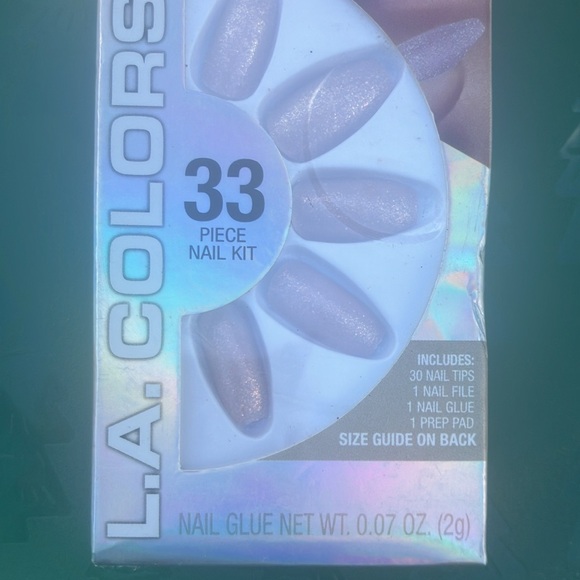 L.A. COLORS
33
PIECE
NAIL KIT
INCLUDES:
30 NAIL TIPS
1 NAIL FILE
1 NAIL GLUE
1 PREP PAD
SIZE GUIDE ON BACK
NAIL GLUE NET WT. 0.07 OZ. (2g)